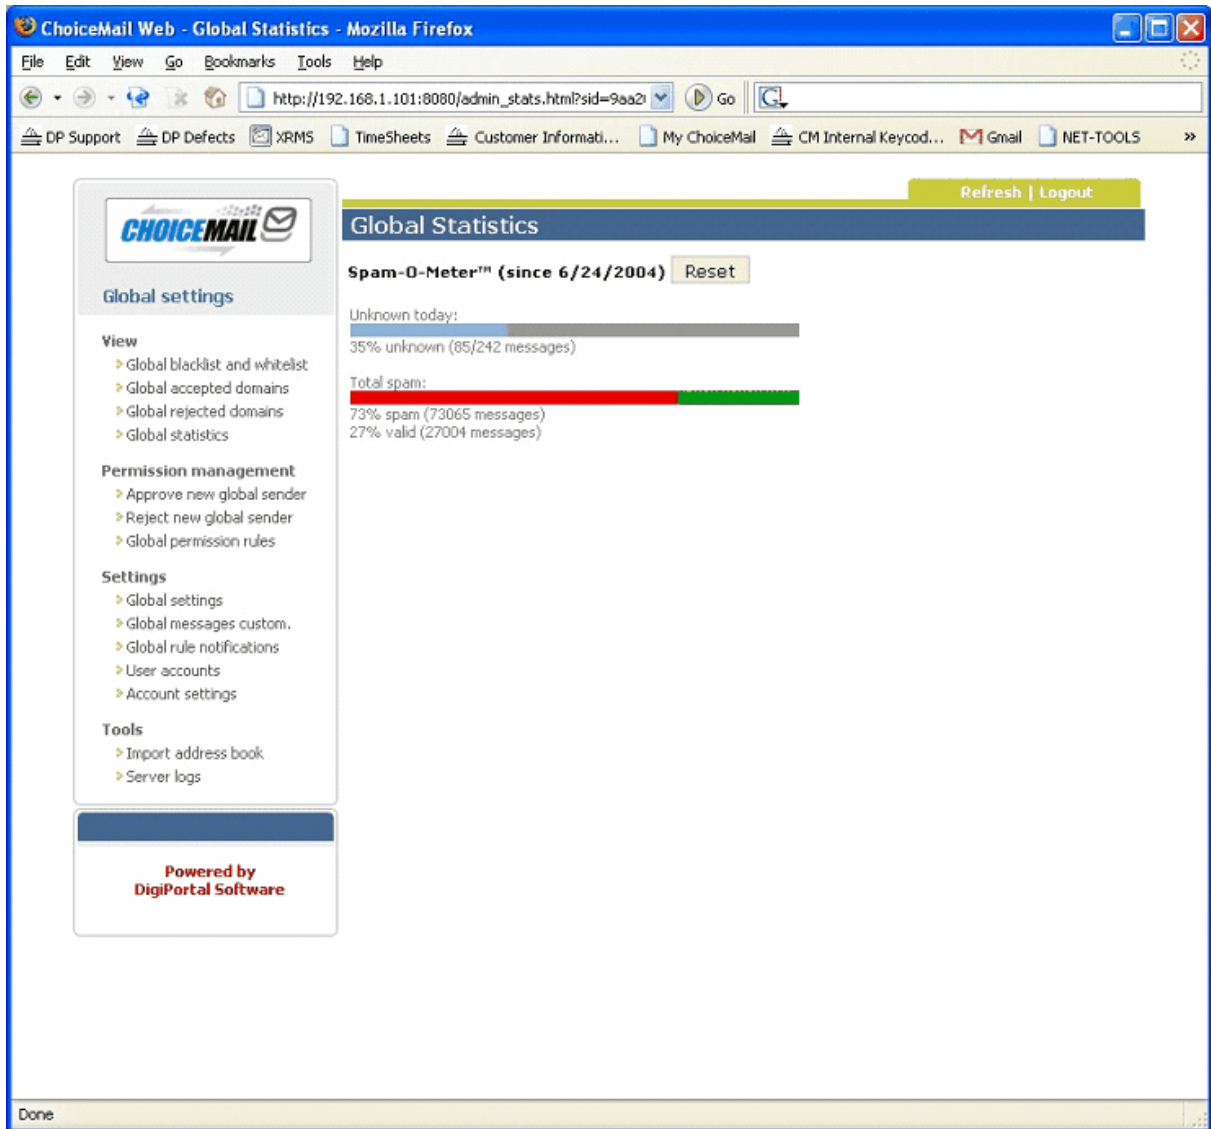 ChoiceMail Web - Global Statistics - Mozilla Firefox
File Edit View Go Bookmarks Tools Help
http://192.168.1.101:8080/admin_stats.html?sid=9aa2 Go G
DP Support DP Defects XRMS TimeSheets Customer Informati... My ChoiceMail CM Internal Keycod... Gmail NET-TOOLS »
Refresh | Logout
CHOICEMAIL
Global Statistics
Spam-O-Meter™ (since 6/24/2004) Reset
Global settings
Unknown today:
35% unknown (85/242 messages)
Total spam:
73% spam (73065 messages)
27% valid (27004 messages)
View
Global blacklist and whitelist
Global accepted domains
Global rejected domains
Global statistics
Permission management
Approve new global sender
Reject new global sender
Global permission rules
Settings
Global settings
Global messages custom.
Global rule notifications
User accounts
Account settings
Tools
Import address book
Server logs
Powered by
DigiPortal Software
Done